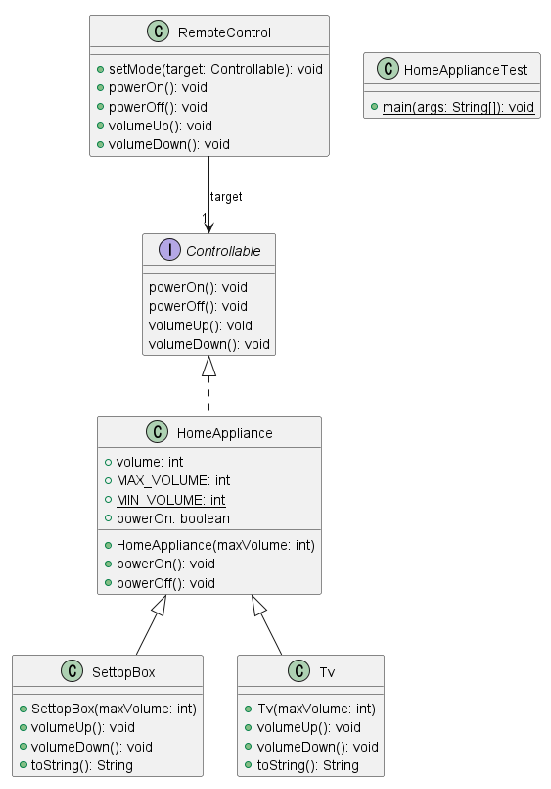 C RemoteControl
setMode(target: Controllable): void
powerOn(): void
powerOff(): void
volumeUp(): void
volumeDown(): void
C HomeApplianceTest
main(args: String[]): void
target
1
I Controllable
powerOn(): void
powerOff(): void
volumeUp(): void
volumeDown(): void
C HomeAppliance
volume: int
MAX_VOLUME: int
MIN_VOLUME: int
powerOn: boolean
HomeAppliance(maxVolume: int)
powerOn(): void
powerOff(): void
C SettopBox
SettopBox(maxVolume: int)
volumeUp(): void
volumeDown(): void
toString(): String
C Tv
Tv(maxVolume: int)
volumeUp(): void
volumeDown(): void
toString(): String